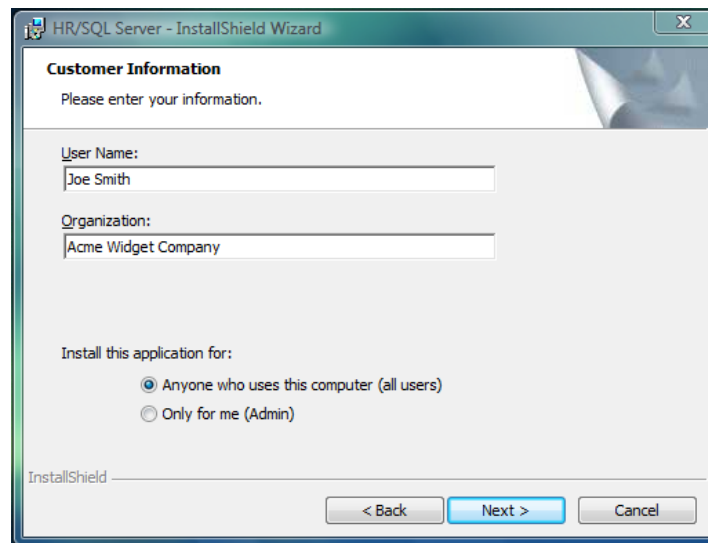 HR/SQL Server - InstallShield Wizard
Customer Information
Please enter your information.
User Name:
Joe Smith
Organization:
Acme Widget Company
Install this application for:
Anyone who uses this computer (all users)
Only for me (Admin)
InstallShield
< Back Next > Cancel